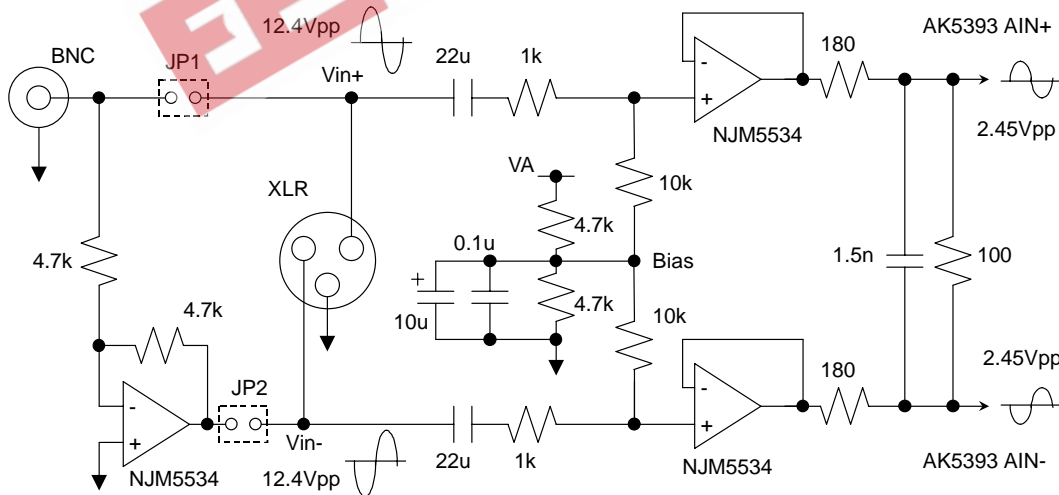 12.4Vpp
BNC
JP1
Vin+
22u
1k
-
+
NJM5534
180
AK5393 AIN+
2.45Vpp
XLR
VA
10k
4.7k
4.7k
0.1u
Bias
1.5n
100
+
10u
4.7k
10k
4.7k
JP2
-
+
NJM5534
Vin-
12.4Vpp
22u
1k
-
+
NJM5534
180
2.45Vpp
AK5393 AIN-